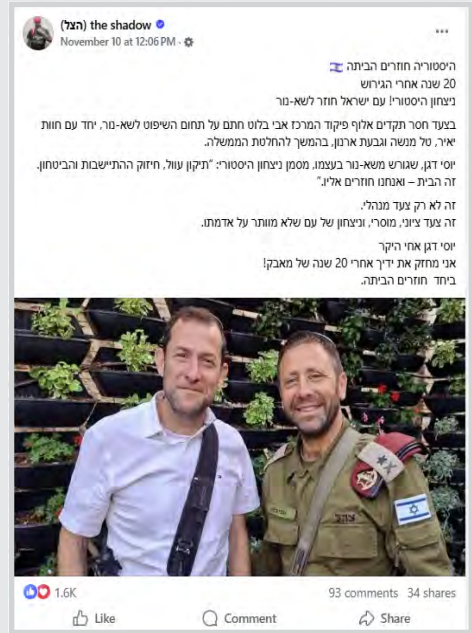 the shadow (הצל)
November 10 at 12:06 PM ·
היסטוריה חוזרים הביתה 🇮🇱
20 שנה אחרי הגירוש
ניצחון היסטורי! עם ישראל חוזר לשא-נור
בצעד חסר תקדים אלוף פיקוד המרכז אבי בלוט חתם על תחום השיפוט לשא-נור, יחד עם חוות
יאיר, טל מנשה וגבעת ארנון, בהמשך להחלטת הממשלה.
יוסי דגן, שגורש משא-נור בעצמו, מסמן ניצחון היסטורי: "תיקון עוול, חיזוק ההתיישבות והביטחון.
זה הבית – ואנחנו חוזרים אליו."
זה לא רק צעד מנהלי.
זה צעד ציוני, מוסרי, וניצחון של עם שלא מוותר על אדמתו.
יוסי דגן אחי היקר
אני מחזק את ידיך אחרי 20 שנה של מאבק!
ביחד חוזרים הביתה.
צה"ל
1.6K
93 comments 34 shares
Like Comment Share